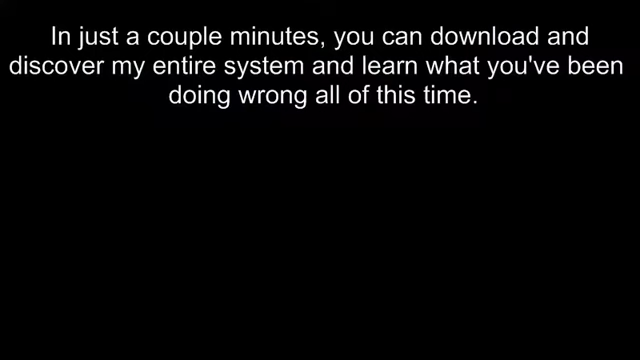 In just a couple minutes, you can download and
discover my entire system and learn what you've been
doing wrong all of this time.